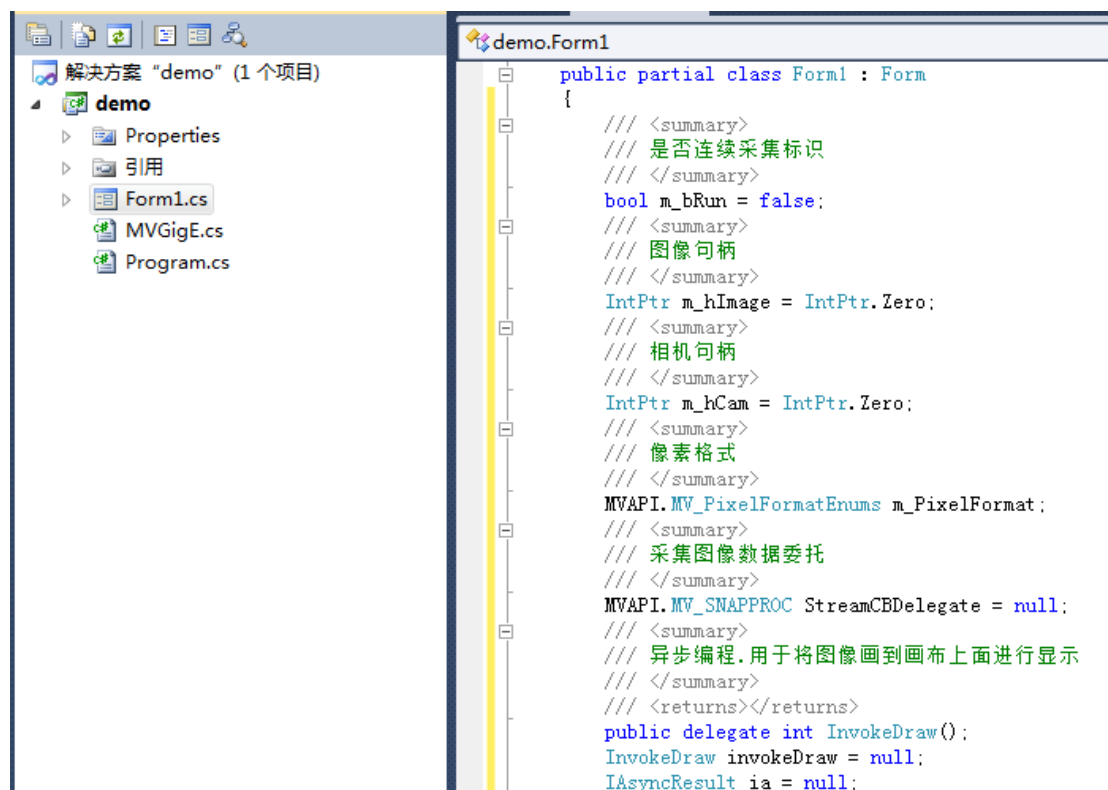 解决方案 “demo” (1 个项目)
demo
Properties
引用
Form1.cs
MVGigE.cs
Program.cs
demo.Form1
public partial class Form1 : Form
{
/// <summary>
/// 是否连续采集标识
/// </summary>
bool m_bRun = false;
/// <summary>
/// 图像句柄
/// </summary>
IntPtr m_hImage = IntPtr.Zero;
/// <summary>
/// 相机句柄
/// </summary>
IntPtr m_hCam = IntPtr.Zero;
/// <summary>
/// 像素格式
/// </summary>
MVAPI.MV_PixelFormatEnums m_PixelFormat;
/// <summary>
/// 采集图像数据委托
/// </summary>
MVAPI.MV_SNAPPROC StreamCBDelegate = null;
/// <summary>
/// 异步编程.用于将图像画到画布上面进行显示
/// </summary>
/// <returns></returns>
public delegate int InvokeDraw();
InvokeDraw invokeDraw = null;
IAsyncResult ia = null;